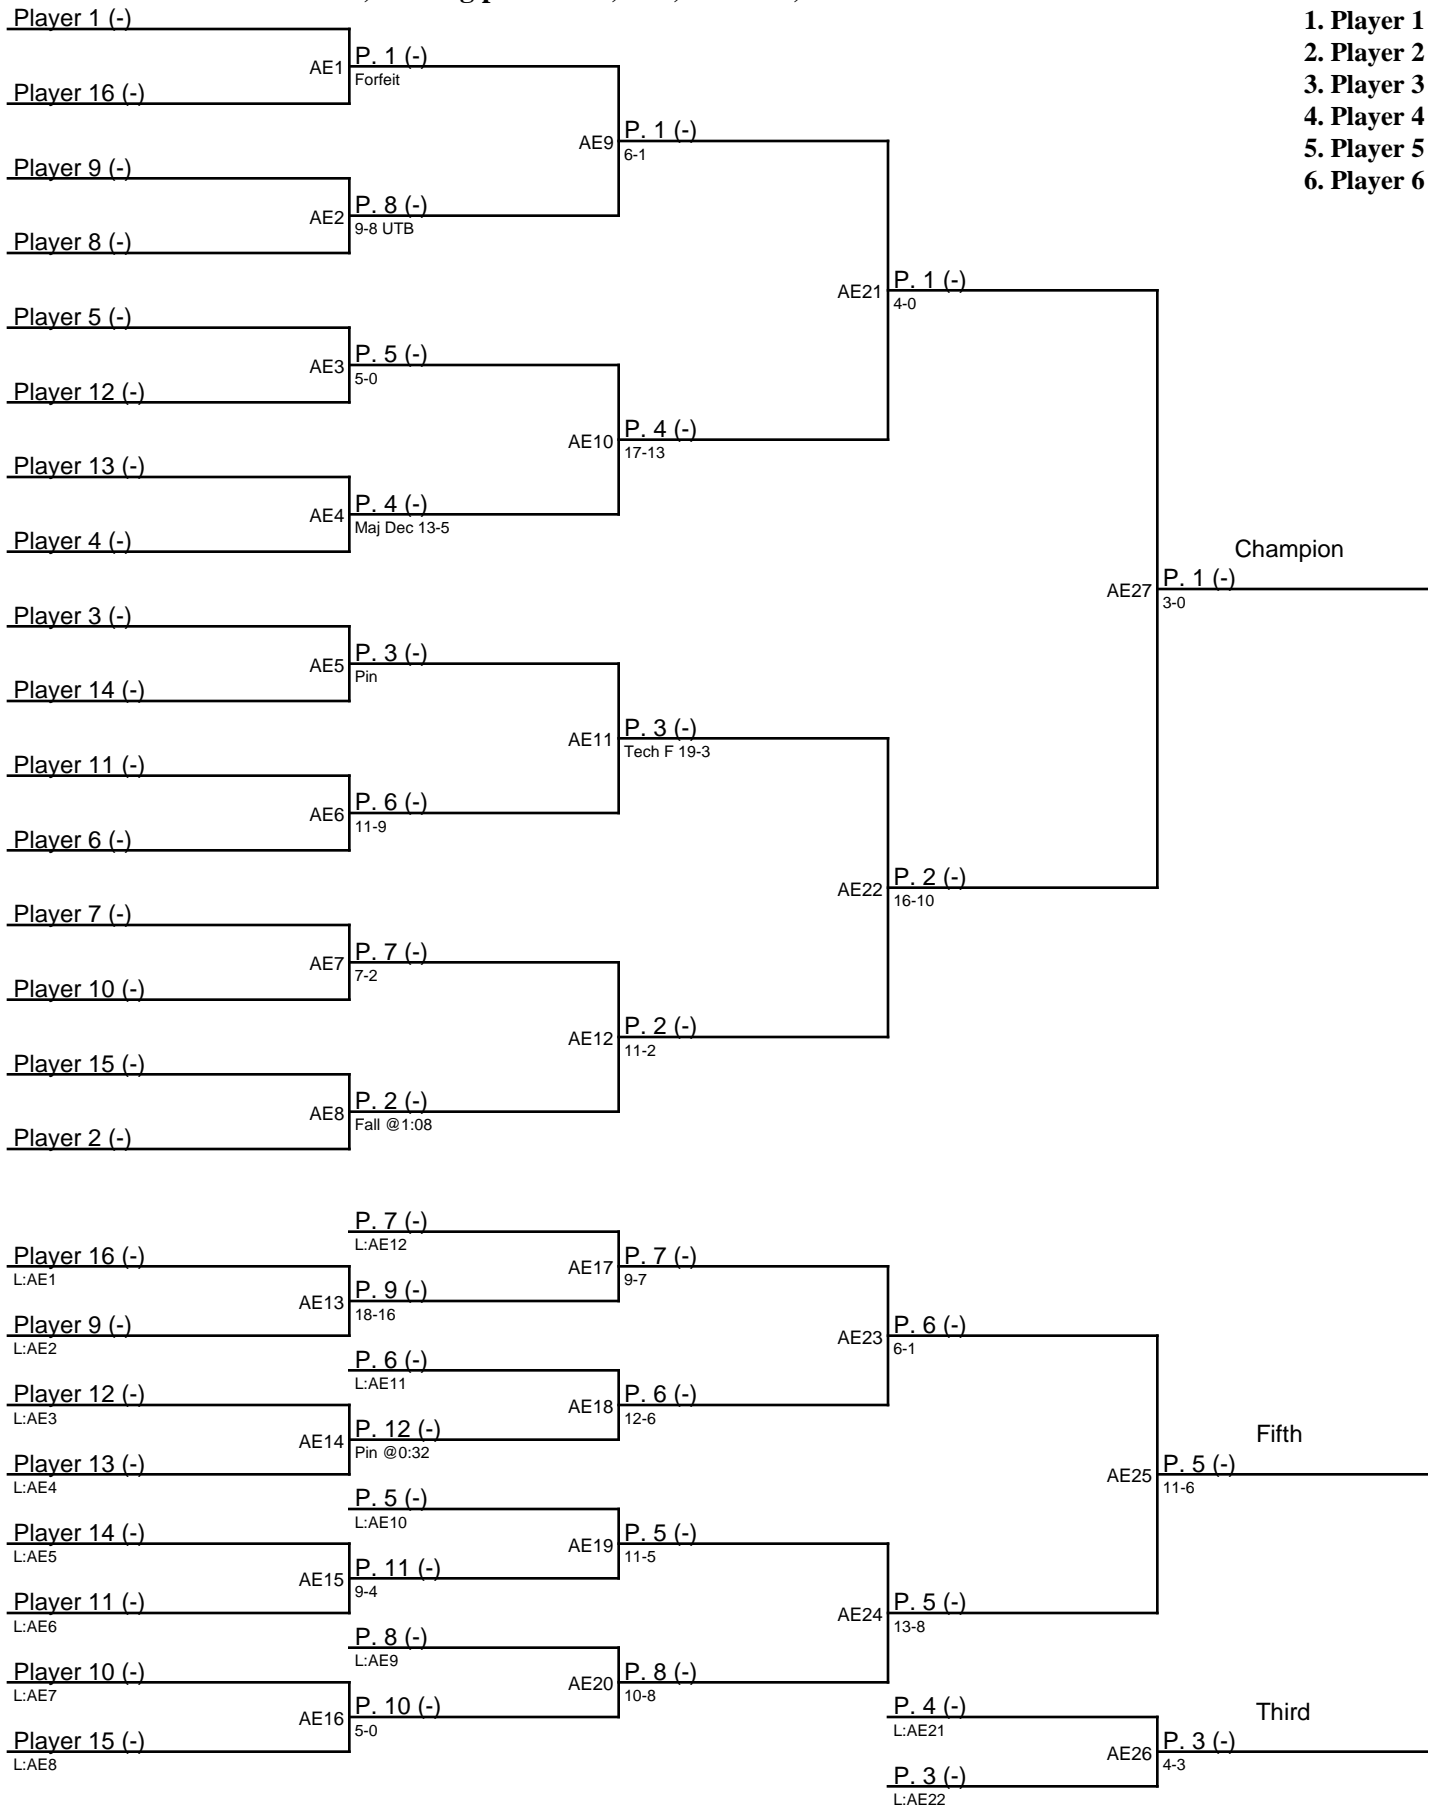 Player 1 (-)
Player 16 (-)
AE1
P. 1 (-)
Forfeit
Player 9 (-)
Player 8 (-)
AE2
P. 8 (-)
9-8 UTB
AE9
P. 1 (-)
6-1
Player 5 (-)
Player 12 (-)
AE3
P. 5 (-)
5-0
Player 13 (-)
Player 4 (-)
AE4
P. 4 (-)
Maj Dec 13-5
AE10
P. 4 (-)
17-13
AE21
P. 1 (-)
4-0
Player 3 (-)
Player 14 (-)
AE5
P. 3 (-)
Pin
Player 11 (-)
Player 6 (-)
AE6
P. 6 (-)
11-9
AE11
P. 3 (-)
Tech F 19-3
Player 7 (-)
Player 10 (-)
AE7
P. 7 (-)
7-2
Player 15 (-)
Player 2 (-)
AE8
P. 2 (-)
Fall @1:08
AE12
P. 2 (-)
11-2
AE22
P. 2 (-)
16-10
Champion
AE27
P. 1 (-)
3-0
1. Player 1
2. Player 2
3. Player 3
4. Player 4
5. Player 5
6. Player 6
Player 16 (-)
L:AE1
Player 9 (-)
L:AE2
AE13
P. 7 (-)
L:AE12
P. 9 (-)
18-16
AE17
P. 7 (-)
9-7
Player 12 (-)
L:AE3
Player 13 (-)
L:AE4
AE14
P. 6 (-)
L:AE11
P. 12 (-)
Pin @0:32
AE18
P. 6 (-)
12-6
AE23
P. 6 (-)
6-1
Player 14 (-)
L:AE5
Player 11 (-)
L:AE6
AE15
P. 5 (-)
L:AE10
P. 11 (-)
9-4
AE19
P. 5 (-)
11-5
Player 10 (-)
L:AE7
Player 15 (-)
L:AE8
AE16
P. 8 (-)
L:AE9
P. 10 (-)
5-0
AE20
P. 8 (-)
10-8
AE24
P. 5 (-)
13-8
Fifth
AE25
P. 5 (-)
11-6
P. 4 (-)
L:AE21
P. 3 (-)
L:AE22
Third
AE26
P. 3 (-)
4-3